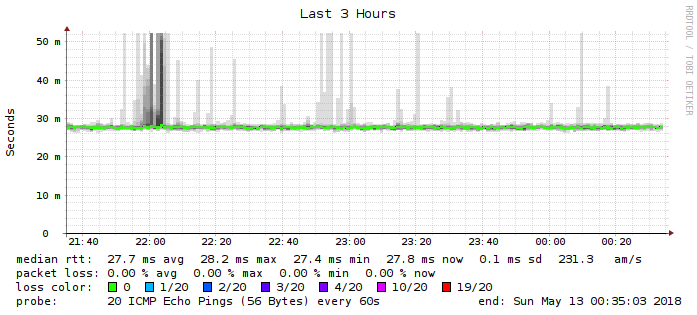 Last 3 Hours
RRDTOOL / TOBI OETIKER
Seconds
50 m
40 m
30 m
20 m
10 m
0
21:40 22:00 22:20 22:40 23:00 23:20 23:40 00:00 00:20
median rtt: 27.7 ms avg 28.2 ms max 27.4 ms min 27.8 ms now 0.1 ms sd 231.3 am/s
packet loss: 0.00 % avg 0.00 % max 0.00 % min 0.00 % now
loss color: 0 1/20 2/20 3/20 4/20 10/20 19/20
probe: 20 ICMP Echo Pings (56 Bytes) every 60s end: Sun May 13 00:35:03 2018